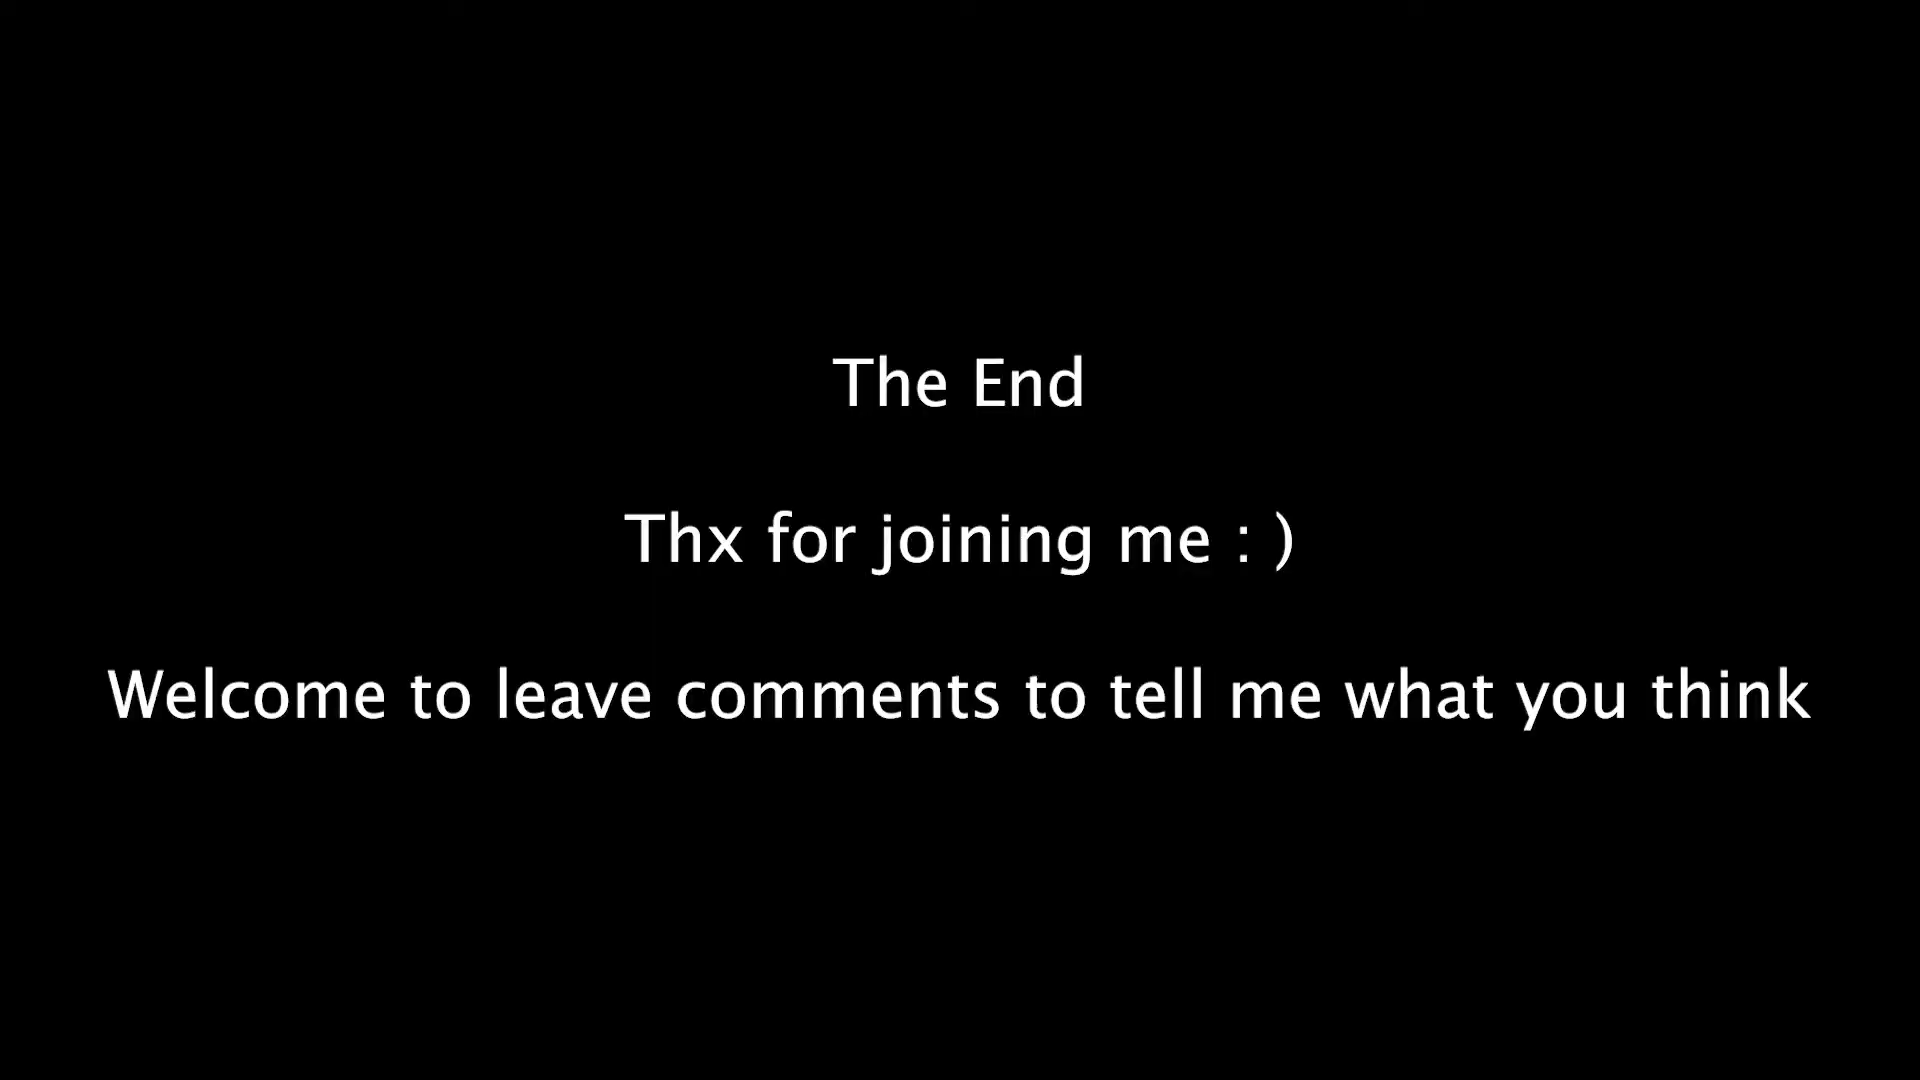 The End
Thx for joining me : )
Welcome to leave comments to tell me what you think